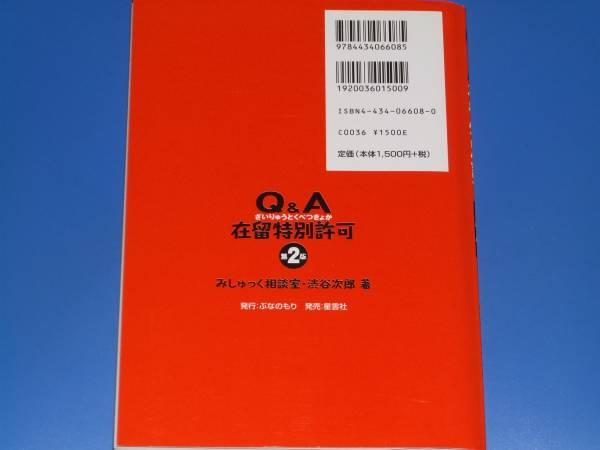 9784434066085
1920036015009
ISBN4-434-06608-0
C0036 ¥1500E
定価(本体1,500円+税)
Q&A
ざいりゅうとくべつきょか
在留特別許可
第2版
みしゅっく相談室・渋谷次郎 著
発行:ぶなのもり 発売:星雲社